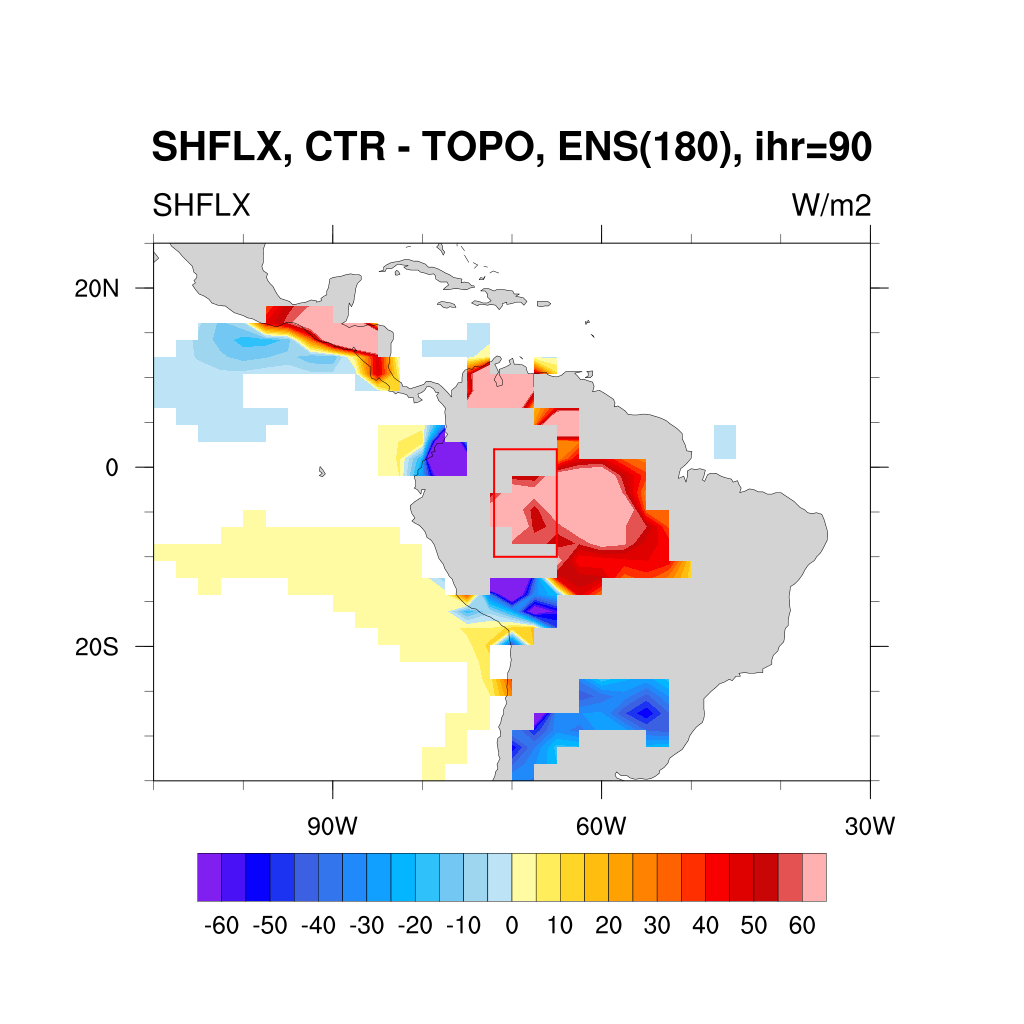 SHFLX, CTR - TOPO, ENS(180), ihr=90
SHFLX W/m2
20N
0
20S
90W 60W 30W
-60 -50 -40 -30 -20 -10 0 10 20 30 40 50 60